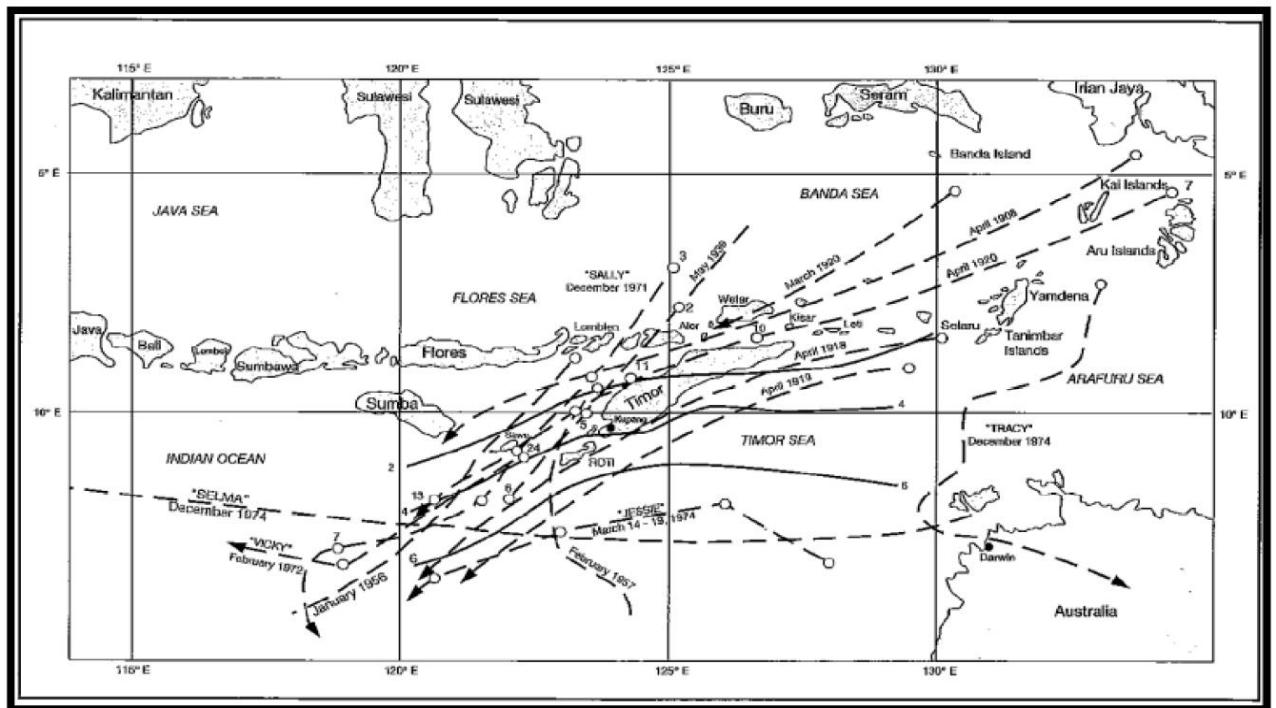 115° E 120° E 125° E 130° E
Kalimantan
Sulawesi
Sulawesi
Buru
Seram
Irian Jaya
Banda Island
5° E
5° E
JAVA SEA
BANDA SEA
Kai Islands
7
April 1908
Aru Islands
April 1920
March 1920
May 1939
3
"SALLY"
December 1971
FLORES SEA
2
Wetar
Yamdena
Java
Bali
Lombok
Sumbawa
Flores
Lomblen
Alor
Kisar
Leti
Selaru
Tanimbar
Islands
10
11
April 1918
April 1919
ARAFURU SEA
Sumba
Timor
4
10° E
10° E
5
Kupang
TIMOR SEA
"TRACY"
December 1974
Sawu
24
ROTI
INDIAN OCEAN
2
6
"SELMA"
December 1974
13
4
6
"JESSIE"
March 14 - 19, 1974
7
"VICKY"
February 1972
6
January 1956
February 1957
Darwin
Australia
115° E 120° E 125° E 130° E